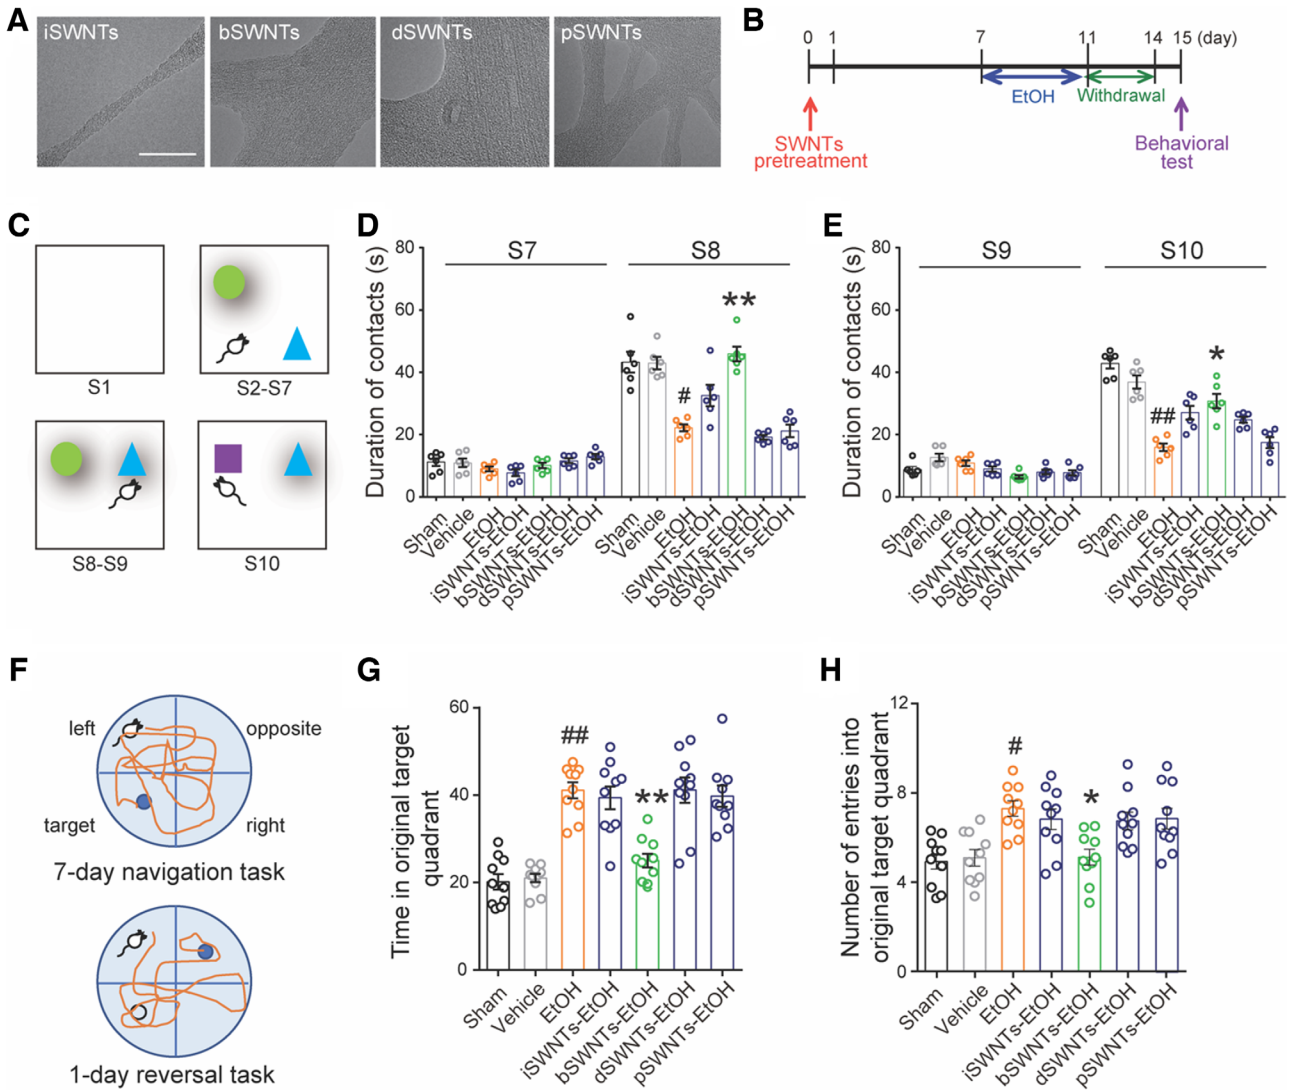 A
iSWNTs
bSWNTs
dSWNTs
pSWNTs
B
0 1 7 11 14 15 (day)
EtOH
Withdrawal
SWNTs
pretreatment
Behavioral
test
C
S1
S2-S7
S8-S9
S10
D
Duration of contacts (s)
80
60
40
20
0
S7
S8
#
**
Sham
Vehicle
EtOH
iSWNTs-EtOH
bSWNTs-EtOH
dSWNTs-EtOH
pSWNTs-EtOH
Sham
Vehicle
EtOH
iSWNTs-EtOH
bSWNTs-EtOH
dSWNTs-EtOH
pSWNTs-EtOH
E
Duration of contacts (s)
80
60
40
20
0
S9
S10
##
*
Sham
Vehicle
EtOH
iSWNTs-EtOH
bSWNTs-EtOH
dSWNTs-EtOH
pSWNTs-EtOH
Sham
Vehicle
EtOH
iSWNTs-EtOH
bSWNTs-EtOH
dSWNTs-EtOH
pSWNTs-EtOH
F
left
opposite
target
right
7-day navigation task
1-day reversal task
G
Time in original target
quadrant
60
40
20
0
##
**
Sham
Vehicle
EtOH
iSWNTs-EtOH
bSWNTs-EtOH
dSWNTs-EtOH
pSWNTs-EtOH
H
Number of entries into
original target quadrant
12
8
4
0
#
*
Sham
Vehicle
EtOH
iSWNTs-EtOH
bSWNTs-EtOH
dSWNTs-EtOH
pSWNTs-EtOH